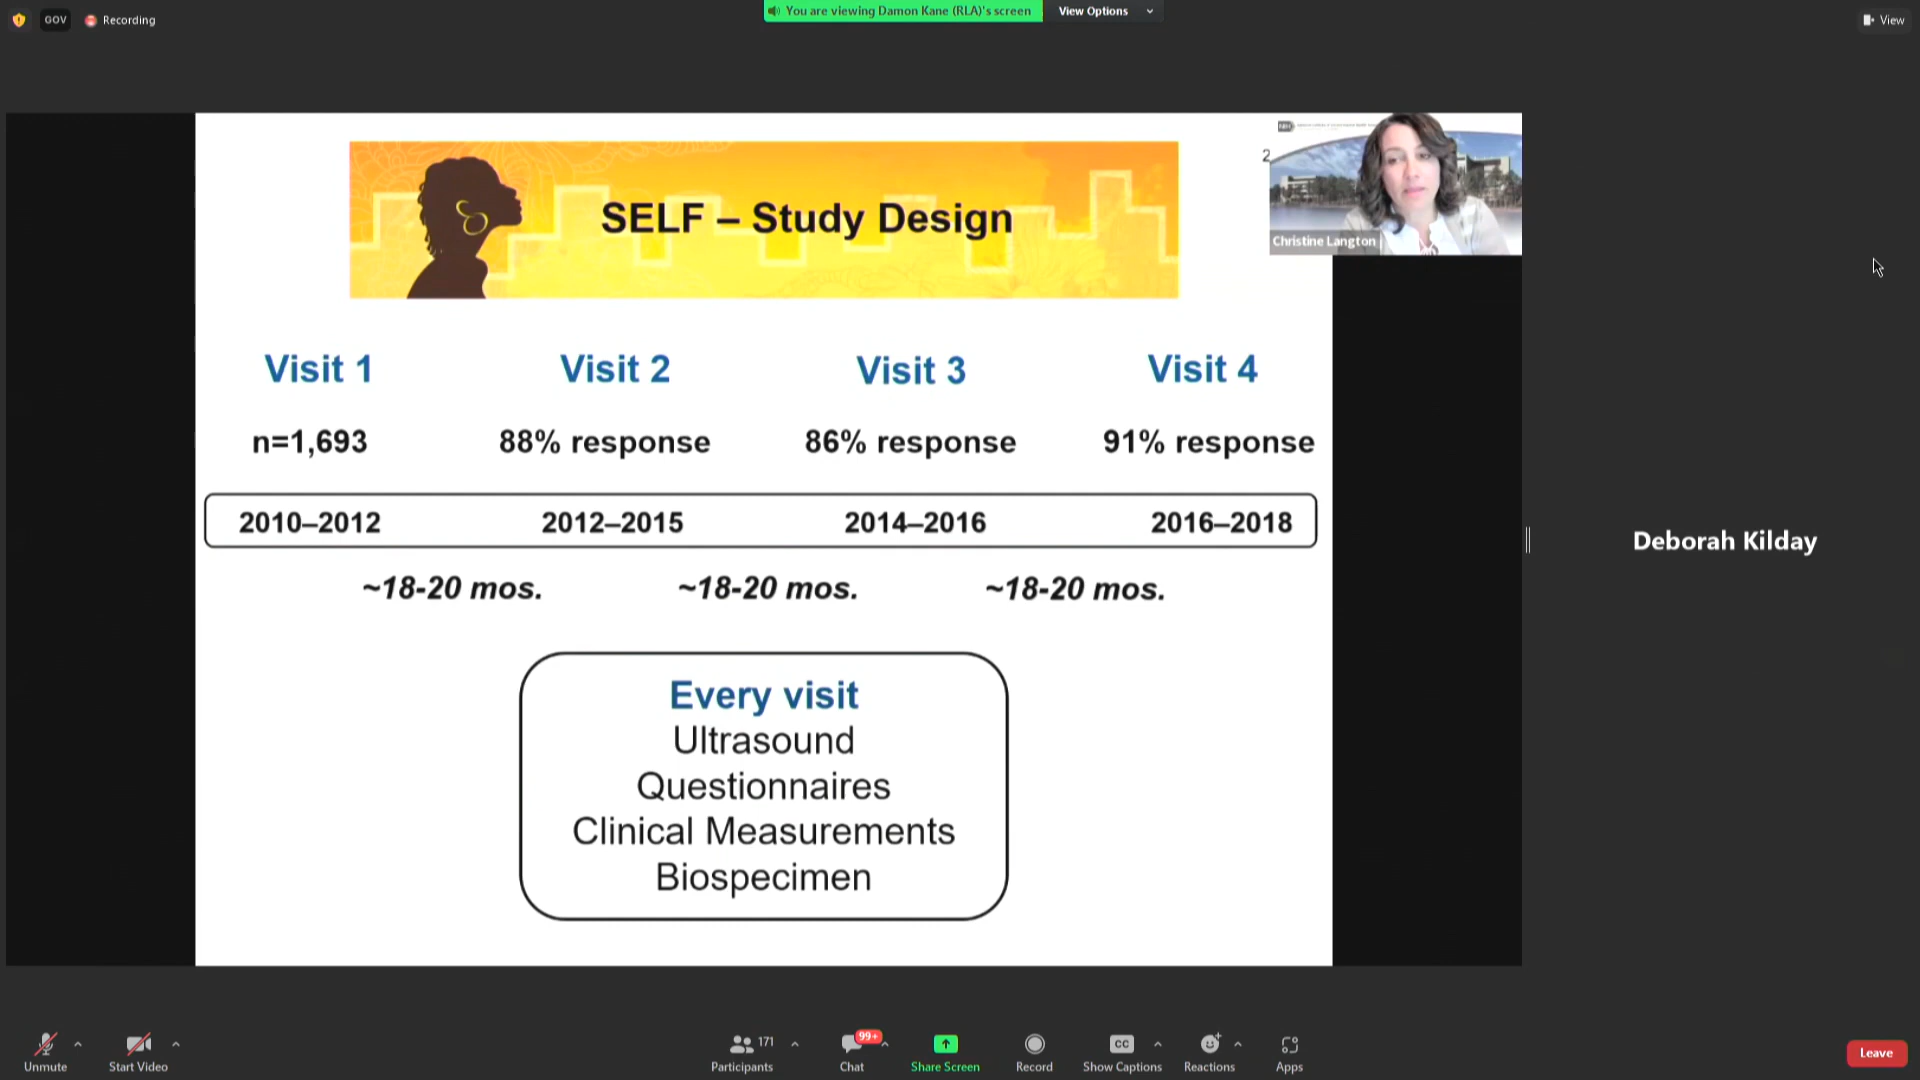 GOV
Recording
You are viewing Damon Kane (RLA)'s screen
View Options
View
SELF – Study Design
2
Christine Langton
Visit 1
Visit 2
Visit 3
Visit 4
n=1,693
88% response
86% response
91% response
2010–2012
2012–2015
2014–2016
2016–2018
~18-20 mos.
~18-20 mos.
~18-20 mos.
Every visit
Ultrasound
Questionnaires
Clinical Measurements
Biospecimen
Deborah Kilday
Unmute
Start Video
171
Participants
99+
Chat
Share Screen
Record
CC
Show Captions
Reactions
Apps
Leave